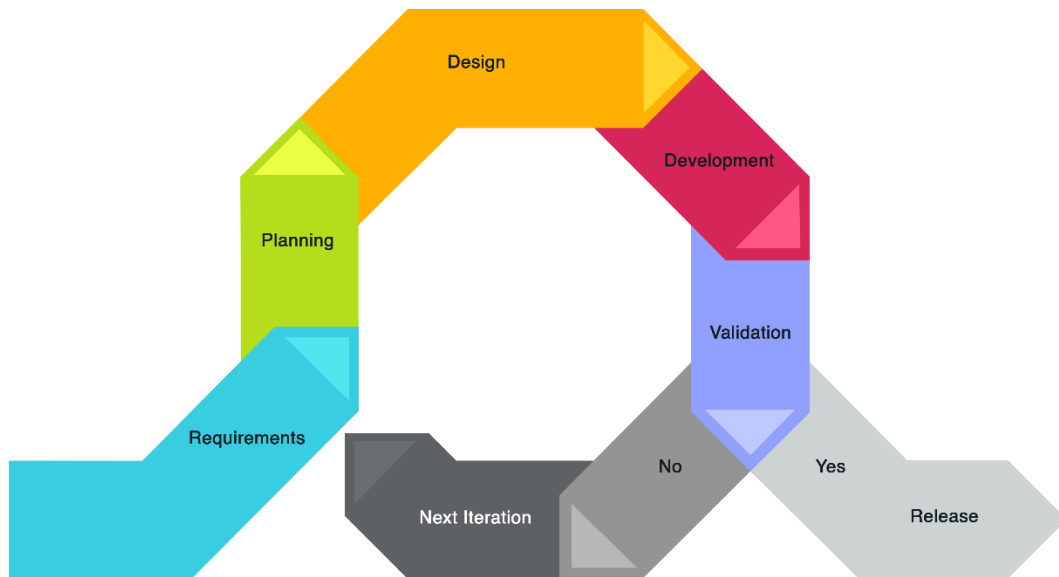 Design
Development
Planning
Validation
Requirements
No
Yes
Next Iteration
Release